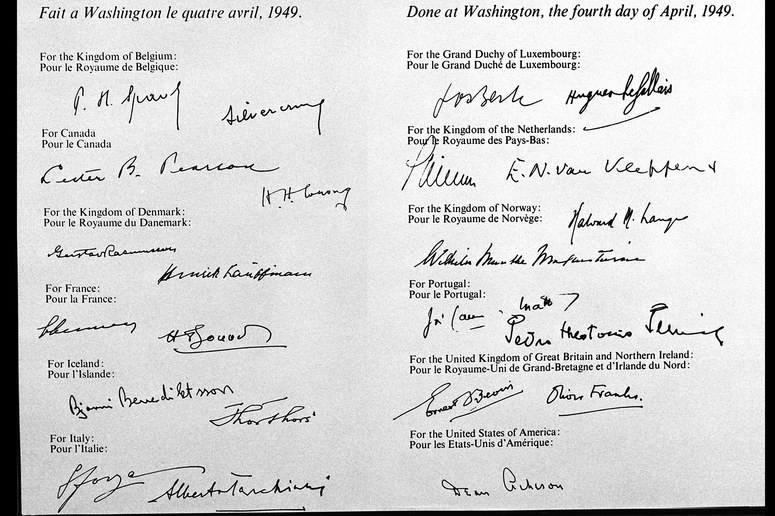 Fait a Washington le quatre avril, 1949.
For the Kingdom of Belgium:
Pour le Royaume de Belgique:
P. H. Spaak
Silvercruys
For Canada
Pour le Canada
Lester B. Pearson
H H Wrong
For the Kingdom of Denmark:
Pour le Royaume du Danemark:
Gustav Rasmussen
Henrik Kauffmann
For France:
Pour la France:
Schuman
H Bonnet
For Iceland:
Pour l'Islande:
Bjarni Benediktsson
Thor Thors
For Italy:
Pour l'Italie:
Sforza
Alberto Tarchiani
Done at Washington, the fourth day of April, 1949.
For the Grand Duchy of Luxembourg:
Pour le Grand Duché de Luxembourg:
Jos Bech Hugues Le Gallais
For the Kingdom of the Netherlands:
Pour le Royaume des Pays-Bas:
Stikker E. N. van Kleffens
For the Kingdom of Norway:
Pour le Royaume de Norvège:
Halvard M. Lange
Wilhelm Munthe Morgenstierne
For Portugal:
Pour le Portugal:
José
Pedro Theotonio Pereira
For the United Kingdom of Great Britain and Northern Ireland:
Pour le Royaume-Uni de Grand-Bretagne et d'Irlande du Nord:
Ernest Bevin Oliver Franks.
For the United States of America:
Pour les Etats-Unis d'Amérique:
Dean Acheson